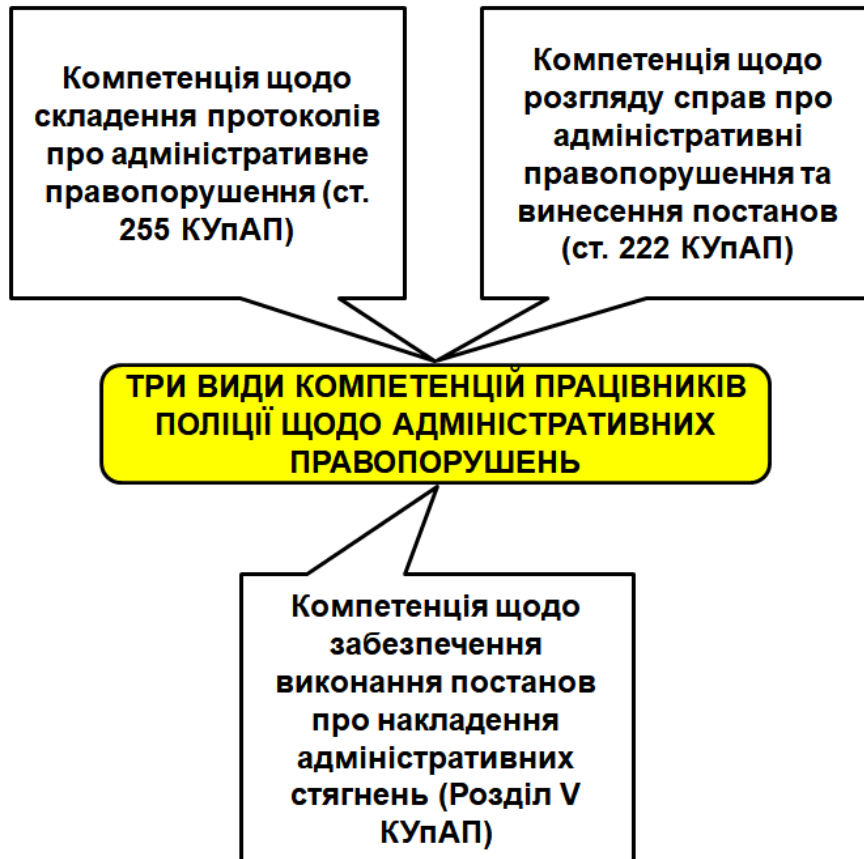 Компетенція щодо
складення протоколів
про адміністративне
правопорушення (ст.
255 КУпАП)
Компетенція щодо
розгляду справ про
адміністративні
правопорушення та
винесення постанов
(ст. 222 КУпАП)
ТРИ ВИДИ КОМПЕТЕНЦІЙ ПРАЦІВНИКІВ
ПОЛІЦІЇ ЩОДО АДМІНІСТРАТИВНИХ
ПРАВОПОРУШЕНЬ
Компетенція щодо
забезпечення
виконання постанов
про накладення
адміністративних
стягнень (Розділ V
КУпАП)